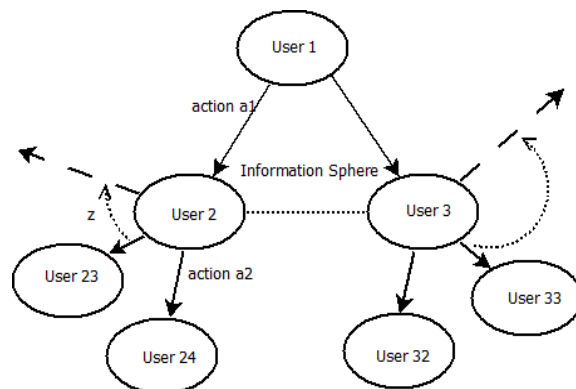 User 1
action a1
Information Sphere
User 2
User 3
z
User 23
action a2
User 33
User 24
User 32